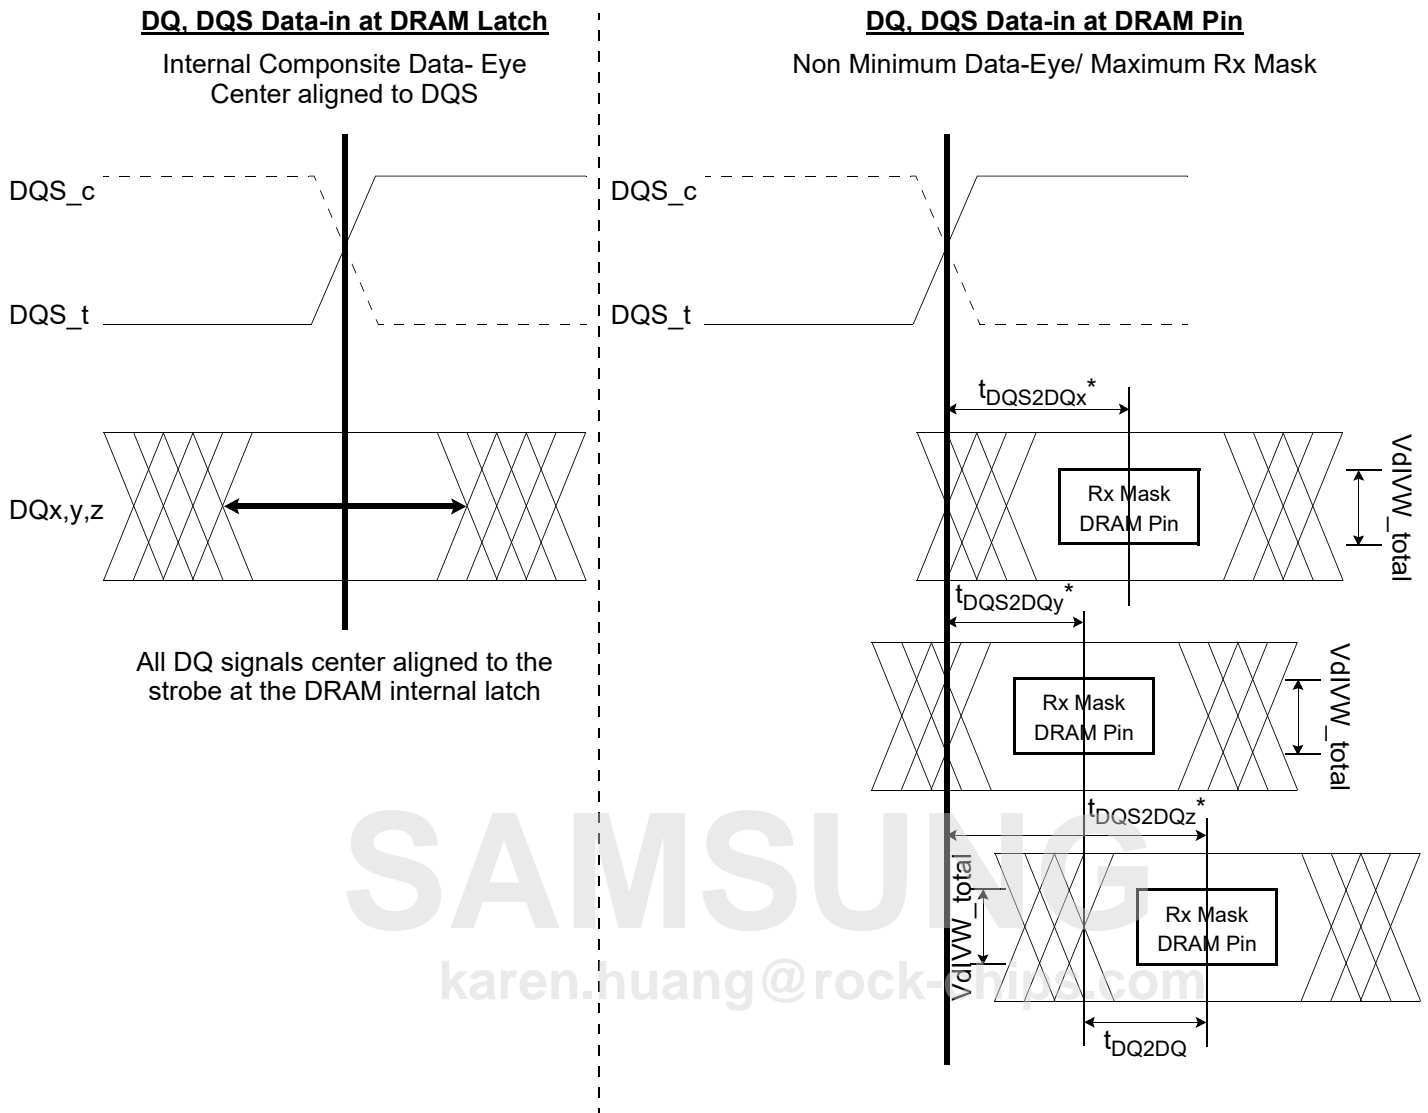 DQ, DQS Data-in at DRAM Latch
Internal Componsite Data- Eye
Center aligned to DQS
DQS_c
DQS_t
DQx,y,z
All DQ signals center aligned to the
strobe at the DRAM internal latch
DQ, DQS Data-in at DRAM Pin
Non Minimum Data-Eye/ Maximum Rx Mask
DQS_c
DQS_t
tDQS2DQx*
Rx Mask
DRAM Pin
VdIVW_total
tDQS2DQy*
Rx Mask
DRAM Pin
VdIVW_total
tDQS2DQz*
VdIVW_total
Rx Mask
DRAM Pin
tDQ2DQ
SAMSUNG
karen.huang@rock-chips.com